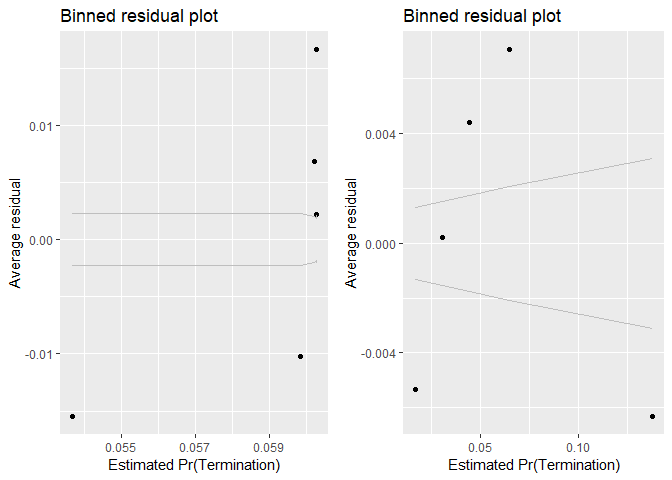 Binned residual plot
0.01
0.00
-0.01
Average residual
0.055
0.057
0.059
Estimated Pr(Termination)
Binned residual plot
0.004
0.000
-0.004
Average residual
0.05
0.10
Estimated Pr(Termination)